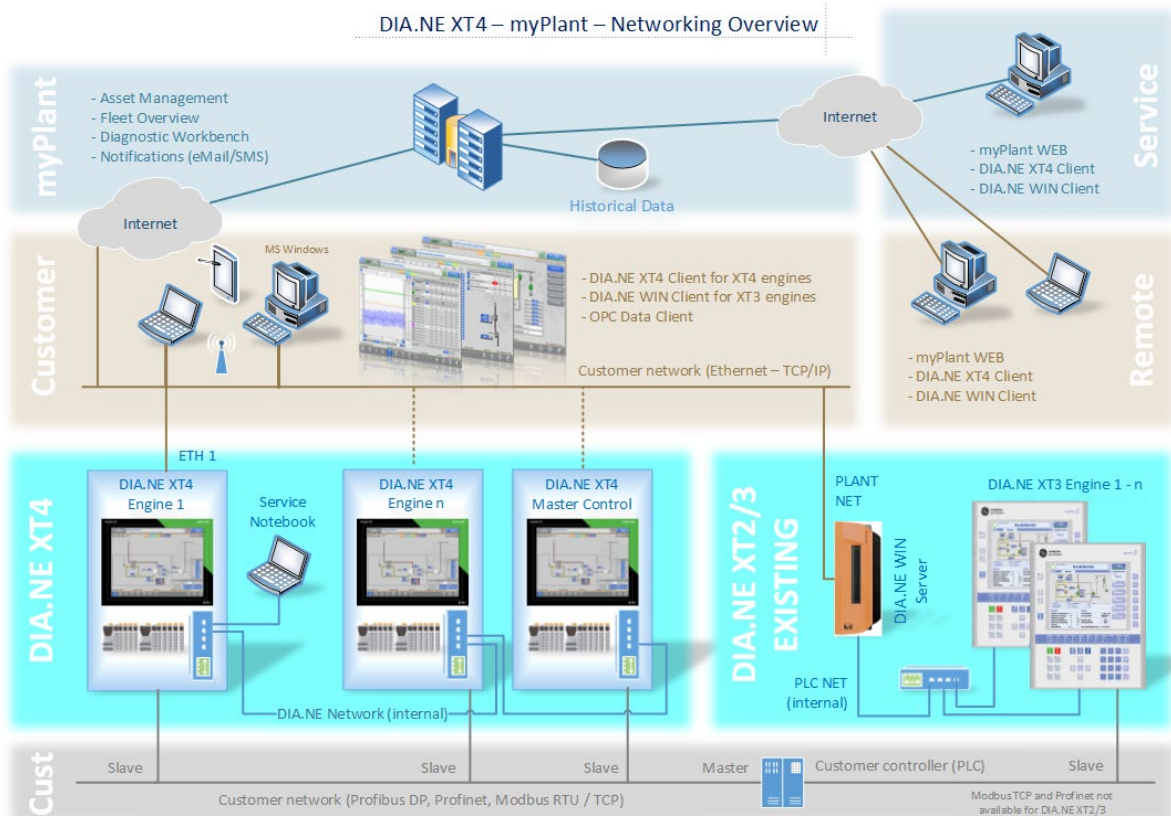 DIA.NE XT4 – myPlant – Networking Overview
myPlant
- Asset Management
- Fleet Overview
- Diagnostic Workbench
- Notifications (eMail/SMS)
Historical Data
Internet
Internet
Service
- myPlant WEB
- DIA.NE XT4 Client
- DIA.NE WIN Client
Customer
MS Windows
- DIA.NE XT4 Client for XT4 engines
- DIA.NE WIN Client for XT3 engines
- OPC Data Client
Customer network (Ethernet – TCP/IP)
Remote
- myPlant WEB
- DIA.NE XT4 Client
- DIA.NE WIN Client
DIA.NE XT4
ETH 1
DIA.NE XT4
Engine 1
Service
Notebook
DIA.NE XT4
Engine n
DIA.NE XT4
Master Control
DIA.NE Network (internal)
DIA.NE XT2/3
EXISTING
PLANT
NET
DIA.NE WIN
Server
DIA.NE XT3 Engine 1 - n
PLC NET
(internal)
Cust
Slave
Slave
Slave
Master
Customer controller (PLC)
Slave
Customer network (Profibus DP, Profinet, Modbus RTU / TCP)
Modbus TCP and Profinet not
available for DIA.NE XT2/3